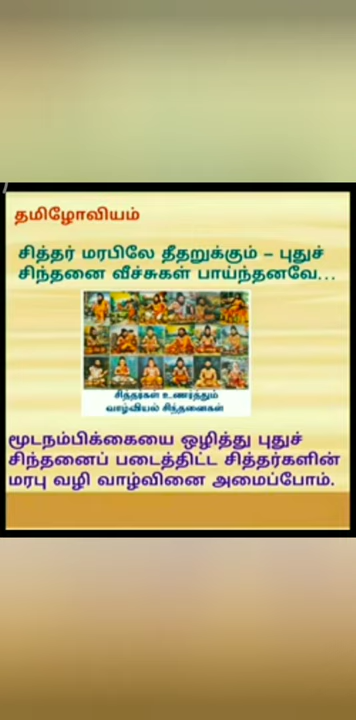 தமிழோவியம்
சித்தர் மரபிலே தீதறுக்கும் – புதுச்
சிந்தனை வீச்சுகள் பாய்ந்தனவே...
சித்தர்கள் உணர்த்தும்
வாழ்வியல் சிந்தனைகள்
மூடநம்பிக்கையை ஒழித்து புதுச்
சிந்தனைப் படைத்திட்ட சித்தர்களின்
மரபு வழி வாழ்வினை அமைப்போம்.